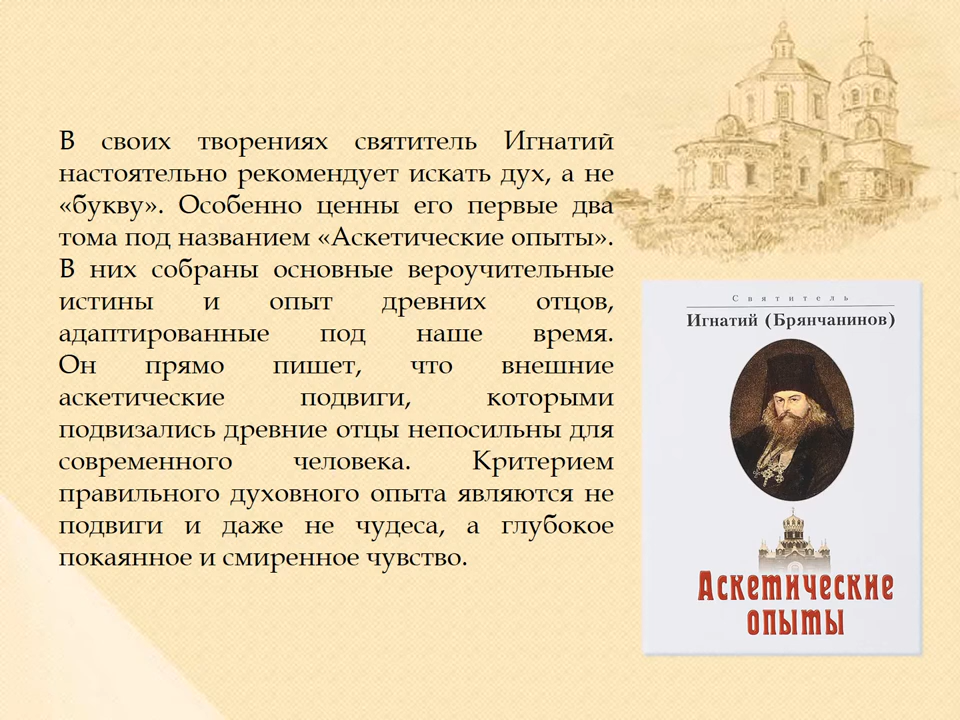 В своих творениях святитель Игнатий
настоятельно рекомендует искать дух, а не
«букву». Особенно ценны его первые два
тома под названием «Аскетические опыты».
В них собраны основные вероучительные
истины и опыт древних отцов,
адаптированные под наше время.
Он прямо пишет, что внешние
аскетические подвиги, которыми
подвизались древние отцы непосильны для
современного человека. Критерием
правильного духовного опыта являются не
подвиги и даже не чудеса, а глубокое
покаянное и смиренное чувство.
Святитель
Игнатий (Брянчанинов)
Аскетические
опыты